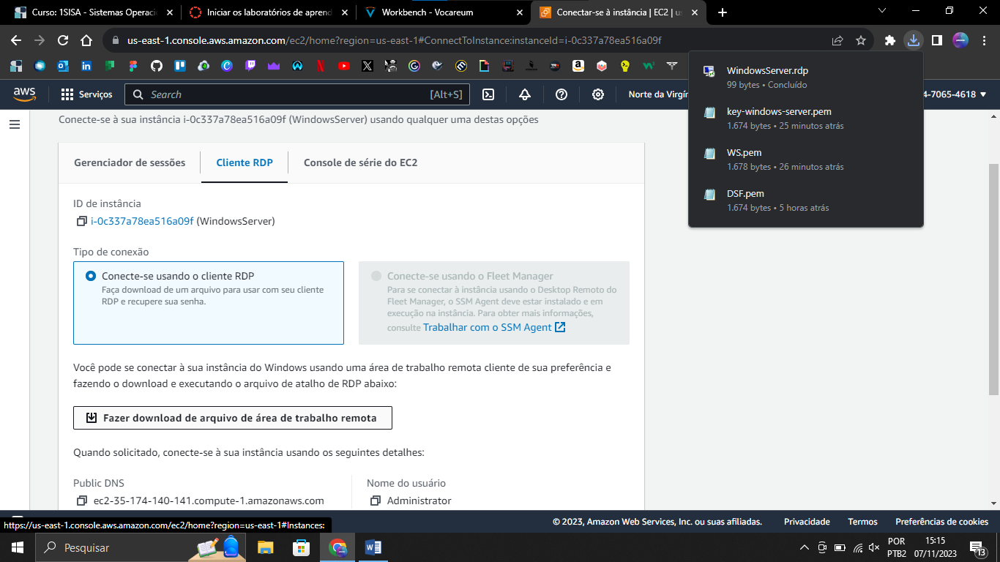 Curso: 1SISA - Sistemas Operaci
Iniciar os laboratórios de aprend
Workbench - Vocareum
Conectar-se à instância | EC2 | us
us-east-1.console.aws.amazon.com/ec2/home?region=us-east-1#ConnectToInstance:instanceId=i-0c337a78ea516a09f
aws
Serviços
Search
[Alt+S]
Norte da Virgín
4-7065-4618
WindowsServer.rdp
99 bytes • Concluído
key-windows-server.pem
1.674 bytes • 25 minutos atrás
WS.pem
1.678 bytes • 26 minutos atrás
DSF.pem
1.674 bytes • 5 horas atrás
Conecte-se à sua instância i-0c337a78ea516a09f (WindowsServer) usando qualquer uma destas opções
Gerenciador de sessões
Cliente RDP
Console de série do EC2
ID de instância
i-0c337a78ea516a09f (WindowsServer)
Tipo de conexão
Conecte-se usando o cliente RDP
Faça download de um arquivo para usar com seu cliente
RDP e recupere sua senha.
Conecte-se usando o Fleet Manager
Para se conectar à instância usando o Desktop Remoto do
Fleet Manager, o SSM Agent deve estar instalado e em
execução na instância. Para obter mais informações,
consulte Trabalhar com o SSM Agent
Você pode se conectar à sua instância do Windows usando uma área de trabalho remota cliente de sua preferência e
fazendo o download e executando o arquivo de atalho de RDP abaixo:
Fazer download de arquivo de área de trabalho remota
Quando solicitado, conecte-se à sua instância usando os seguintes detalhes:
Public DNS
ec2-35-174-140-141.compute-1.amazonaws.com
Nome do usuário
Administrator
https://us-east-1.console.aws.amazon.com/ec2/home?region=us-east-1#Instances:
© 2023, Amazon Web Services, Inc. ou suas afiliadas.
Privacidade
Termos
Preferências de cookies
Pesquisar
POR
PTB2
15:15
07/11/2023
13